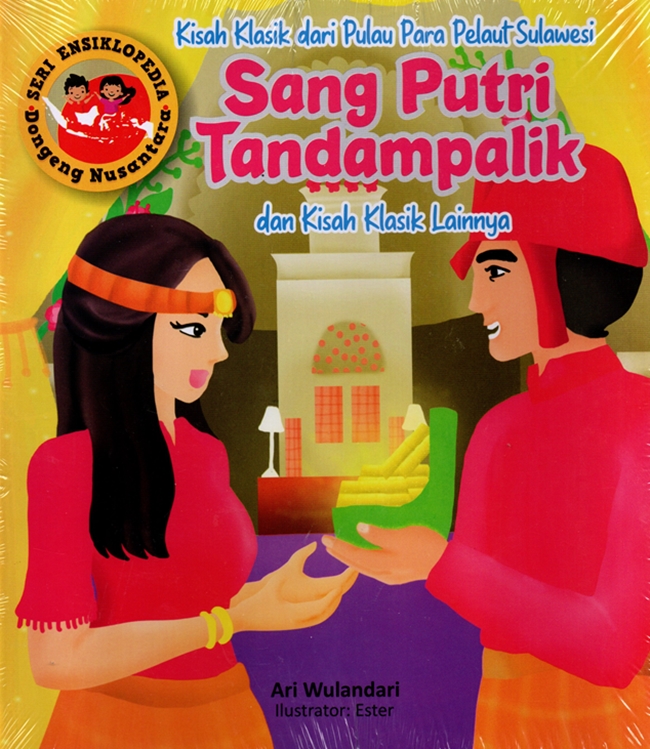 Kisah Klasik dari Pulau Para Pelaut Sulawesi
SERI ENSIKLOPEDIA
Dongeng Nusantara
Sang Putri
Tandampalik
dan Kisah Klasik Lainnya
Ari Wulandari
Ilustrator: Ester